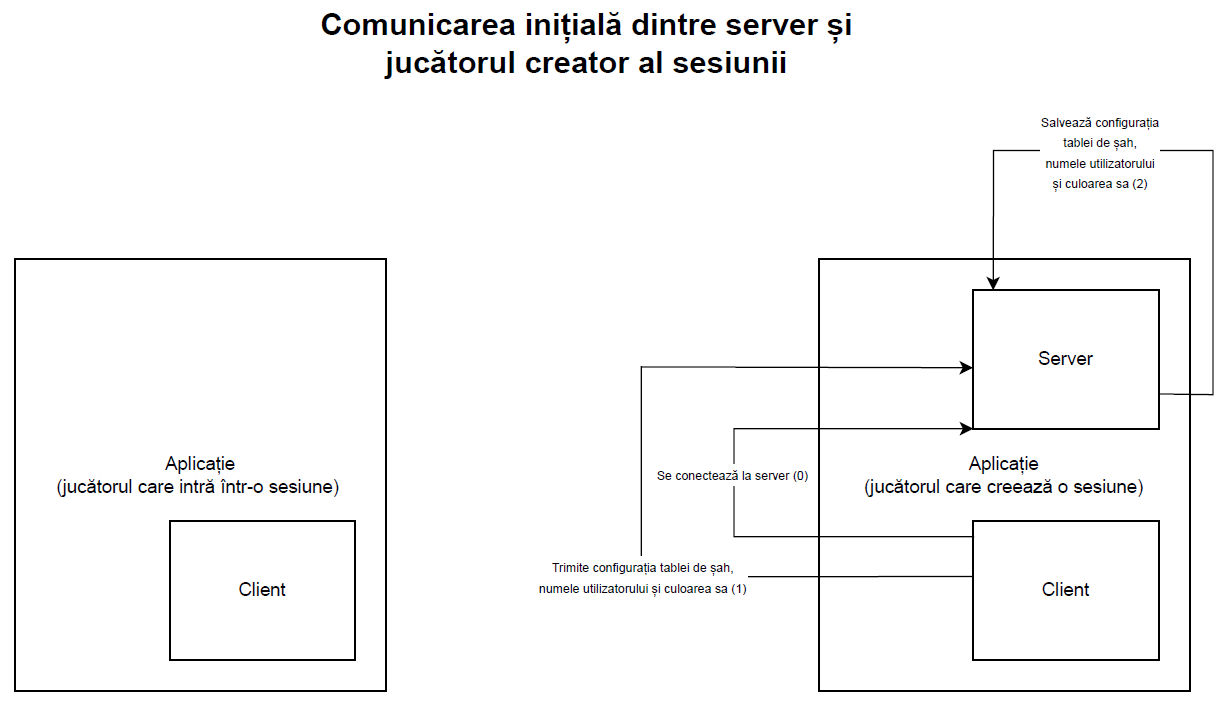 Comunicarea inițială dintre server și
jucătorul creator al sesiunii
Salvează configurația
tablei de șah,
numele utilizatorului
și culoarea sa (2)
Server
Aplicație
(jucătorul care intră într-o sesiune)
Client
Se conectează la server (0)
Aplicație
(jucătorul care creează o sesiune)
Trimite configurația tablei de șah,
numele utilizatorului și culoarea sa (1)
Client